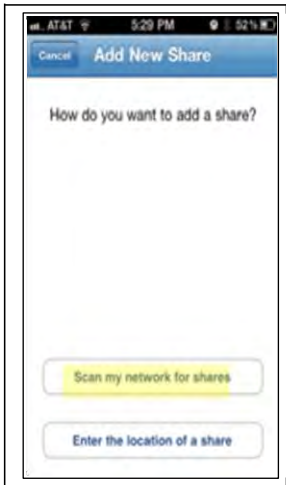 AT&T 5:29 PM 52%
Cancel Add New Share
How do you want to add a share?
Scan my network for shares
Enter the location of a share